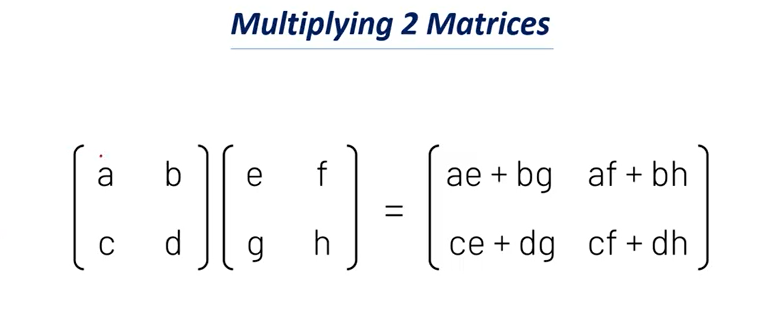 Multiplying 2 Matrices
a b e f ae + bg af + bh
=
c d g h ce + dg cf + dh